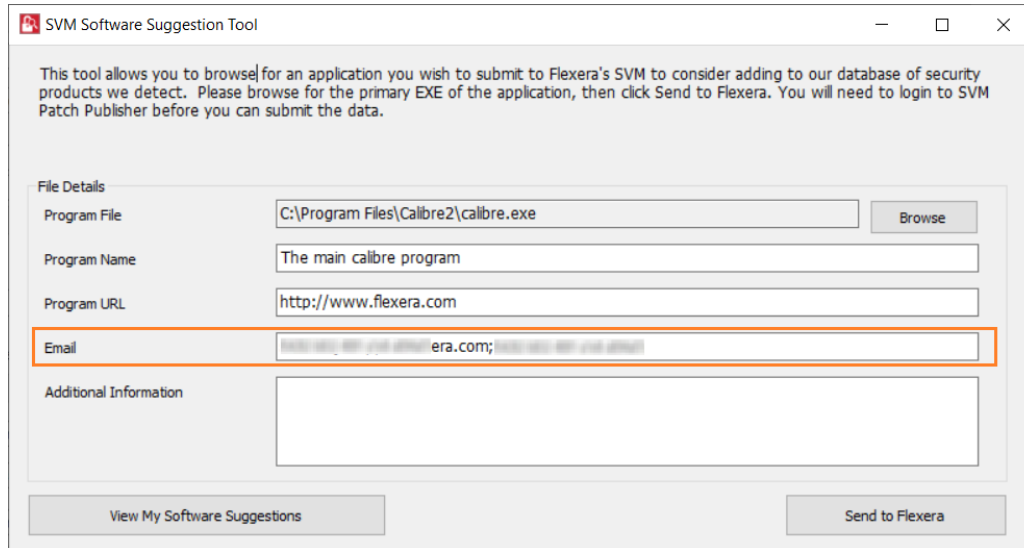 SVM Software Suggestion Tool
This tool allows you to browse for an application you wish to submit to Flexera's SVM to consider adding to our database of security
products we detect.  Please browse for the primary EXE of the application, then click Send to Flexera. You will need to login to SVM
Patch Publisher before you can submit the data.
File Details
Program File
C:\Program Files\Calibre2\calibre.exe
Browse
Program Name
The main calibre program
Program URL
http://www.flexera.com
Email
era.com;
Additional Information
View My Software Suggestions
Send to Flexera